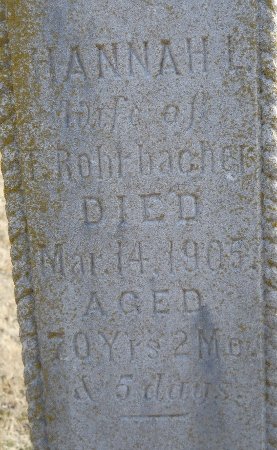 HANNAH L.
Wife of
F. Rohrbacher
DIED
Mar. 14, 1905
AGED
70 Yrs 2 Mo
& 5 days